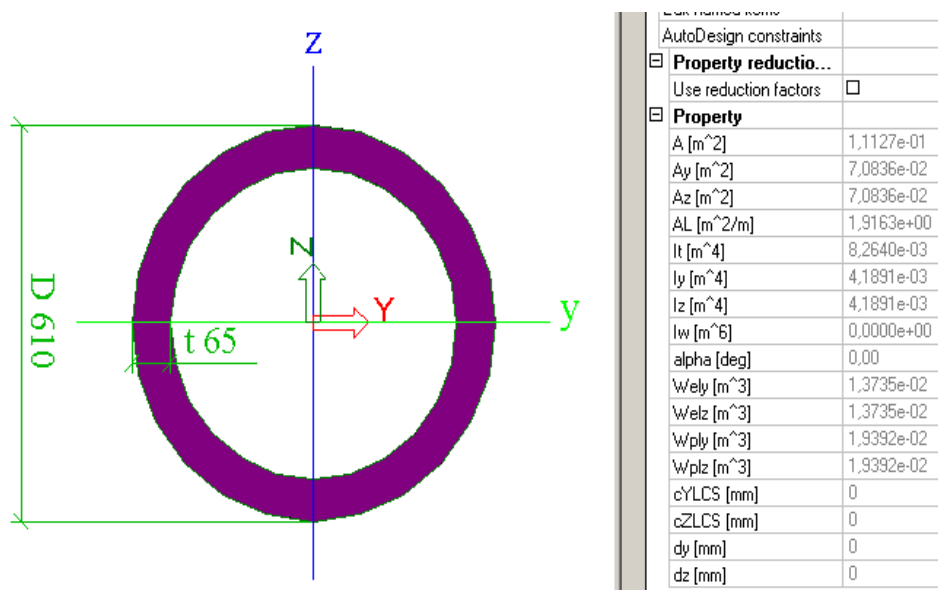 z
D 610
t 65
Z
Y
y
AutoDesign constraints
Property reductio...
Use reduction factors
Property
A [m^2] 1,1127e-01
Ay [m^2] 7,0836e-02
Az [m^2] 7,0836e-02
AL [m^2/m] 1,9163e+00
It [m^4] 8,2640e-03
Iy [m^4] 4,1891e-03
Iz [m^4] 4,1891e-03
Iw [m^6] 0,0000e+00
alpha [deg] 0,00
Wely [m^3] 1,3735e-02
Welz [m^3] 1,3735e-02
Wply [m^3] 1,9392e-02
Wplz [m^3] 1,9392e-02
cYLCS [mm] 0
cZLCS [mm] 0
dy [mm] 0
dz [mm] 0